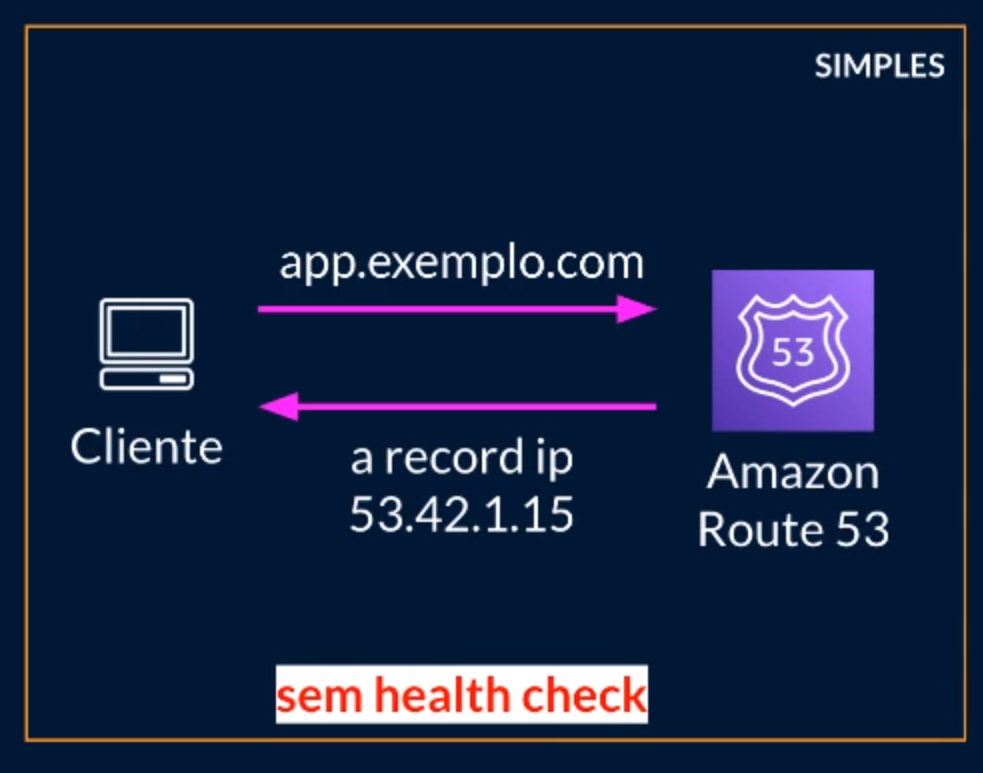 SIMPLES
app.exemplo.com
53
Cliente
a record ip
53.42.1.15
Amazon
Route 53
sem health check